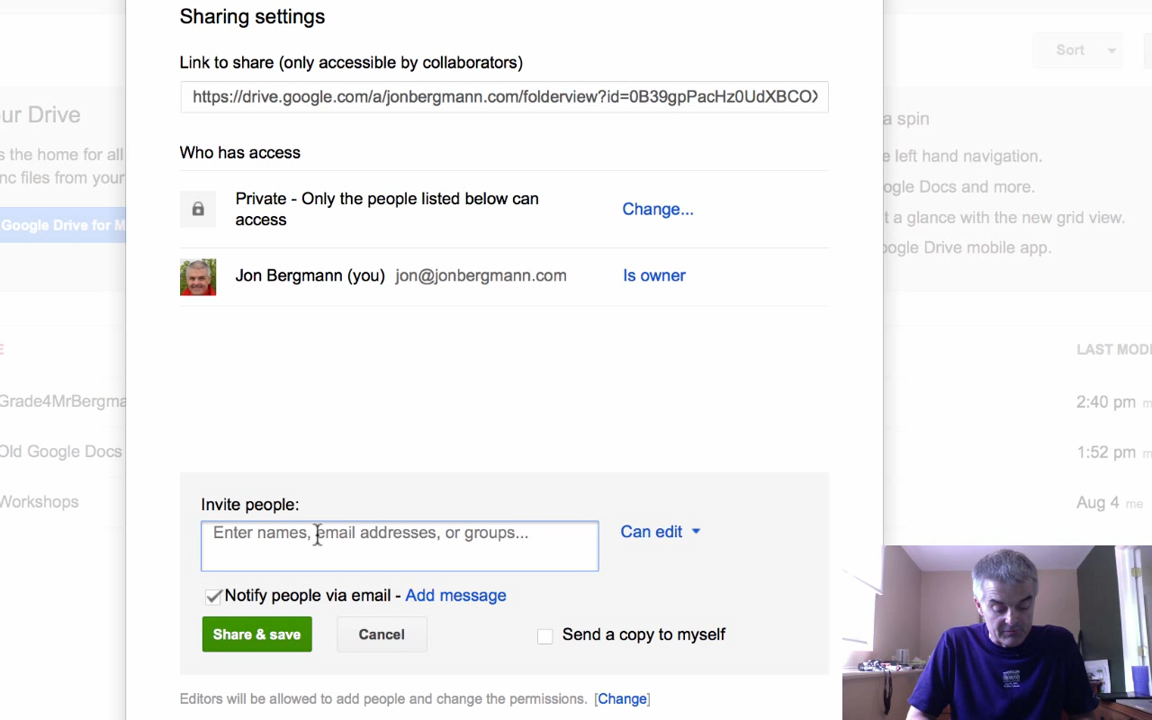 Sharing settings
Link to share (only accessible by collaborators)
https://drive.google.com/a/jonbergmann.com/folderview?id=0B39gpPacHz0UdXBCOX
Who has access
Private - Only the people listed below can
access
Change...
Jon Bergmann (you) jon@jonbergmann.com
Is owner
Invite people:
Enter names, email addresses, or groups...
Can edit
Notify people via email - Add message
Share & save
Cancel
Send a copy to myself
Editors will be allowed to add people and change the permissions. [Change]
ur Drive
s the home for all
nc files from your
Google Drive for M
E
Grade4MrBergma
Old Google Docs
Workshops
Sort
a spin
e left hand navigation.
ogle Docs and more.
t a glance with the new grid view.
oogle Drive mobile app.
LAST MODI
2:40 pm m
1:52 pm m
Aug 4 me